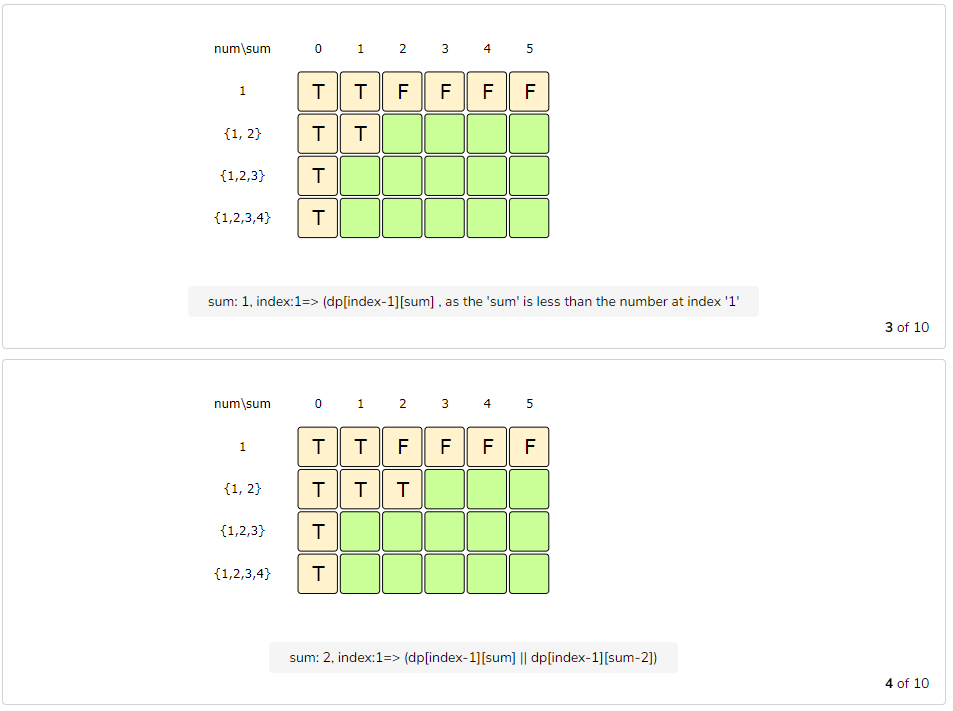 num\sum 0 1 2 3 4 5
1 T T F F F F
{1, 2} T T
{1,2,3} T
{1,2,3,4} T
sum: 1, index:1=> (dp[index-1][sum] , as the 'sum' is less than the number at index '1'
3 of 10
num\sum 0 1 2 3 4 5
1 T T F F F F
{1, 2} T T T
{1,2,3} T
{1,2,3,4} T
sum: 2, index:1=> (dp[index-1][sum] || dp[index-1][sum-2])
4 of 10